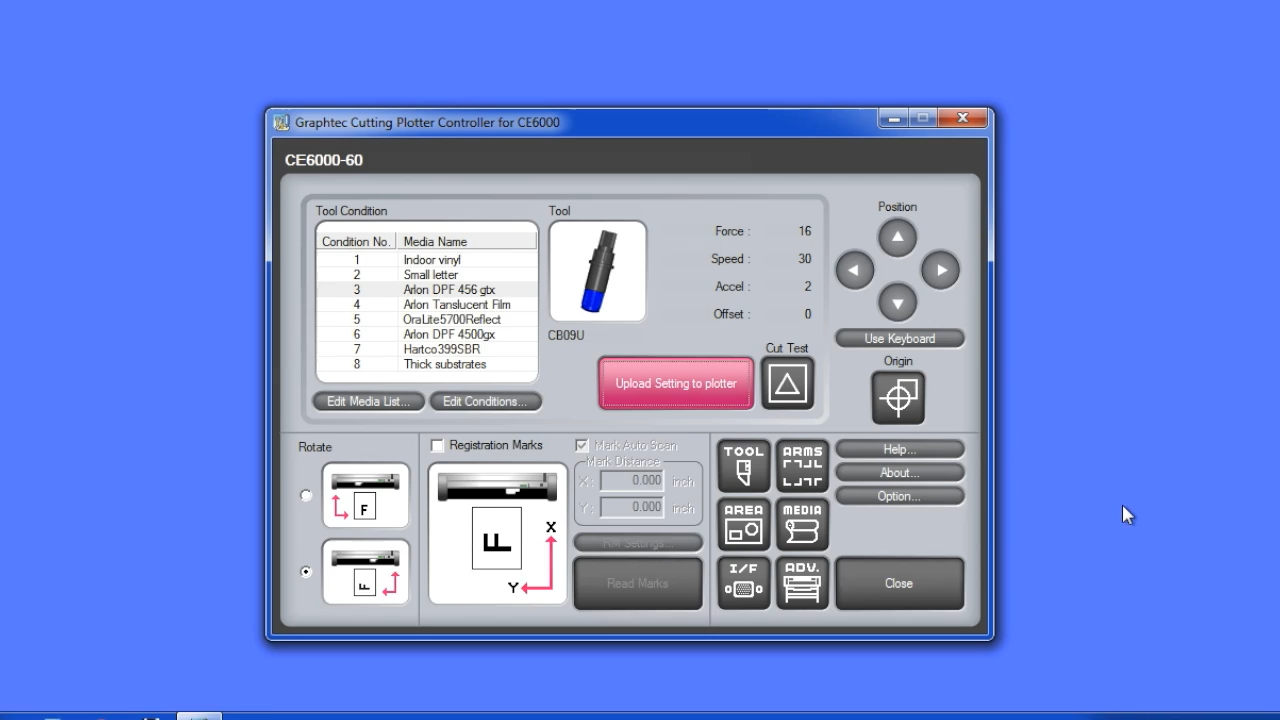 Graphtec Cutting Plotter Controller for CE6000
CE6000-60
Tool Condition
Condition No. Media Name
1 Indoor vinyl
2 Small letter
3 Arlon DPF 456 gtx
4 Arlon Tanslucent Film
5 OraLite5700Reflect
6 Arlon DPF 4500gx
7 Hartco399SBR
8 Thick substrates
Edit Media List...
Edit Conditions...
Tool
CB09U
Force : 16
Speed : 30
Accel : 2
Offset : 0
Upload Setting to plotter
Cut Test
Position
Use Keyboard
Origin
Rotate
F
F
Registration Marks
F
X
Y
Mark Auto Scan
Mark Distance
X : 0.000 inch
Y : 0.000 inch
RM Settings...
Read Marks
TOOL
ARMS
AREA
MEDIA
I/F
ADV.
Help...
About...
Option...
Close